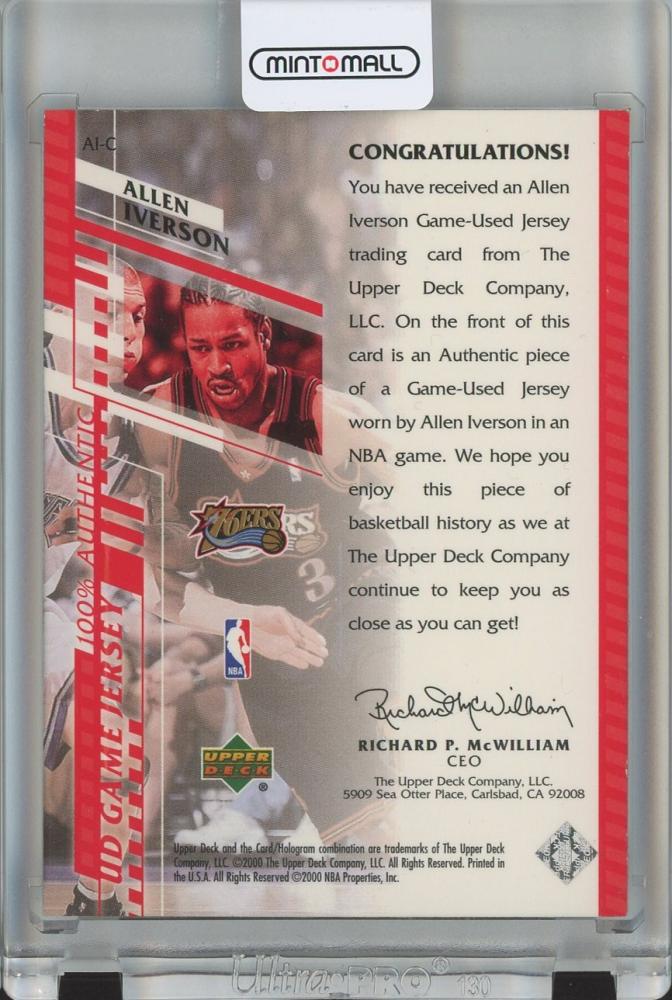 MINTOMALL
AI-C
ALLEN
IVERSON
CONGRATULATIONS!
You have received an Allen
Iverson Game-Used Jersey
trading card from The
Upper Deck Company,
LLC. On the front of this
card is an Authentic piece
of a Game-Used Jersey
worn by Allen Iverson in an
NBA game. We hope you
enjoy this piece of
basketball history as we at
The Upper Deck Company
continue to keep you as
close as you can get!
100% AUTHENTIC
UD GAME JERSEY
76ERS
RS
3
NBA
UPPER
DECK
®
Richard McWilliam
RICHARD P. McWILLIAM
CEO
The Upper Deck Company, LLC.
5909 Sea Otter Place, Carlsbad, CA 92008
Upper Deck and the Card/Hologram combination are trademarks of The Upper Deck
Company, LLC. ©2000 The Upper Deck Company, LLC. All Rights Reserved. Printed in
the U.S.A. All Rights Reserved ©2000 NBA Properties, Inc.
Ultra PRO® 130